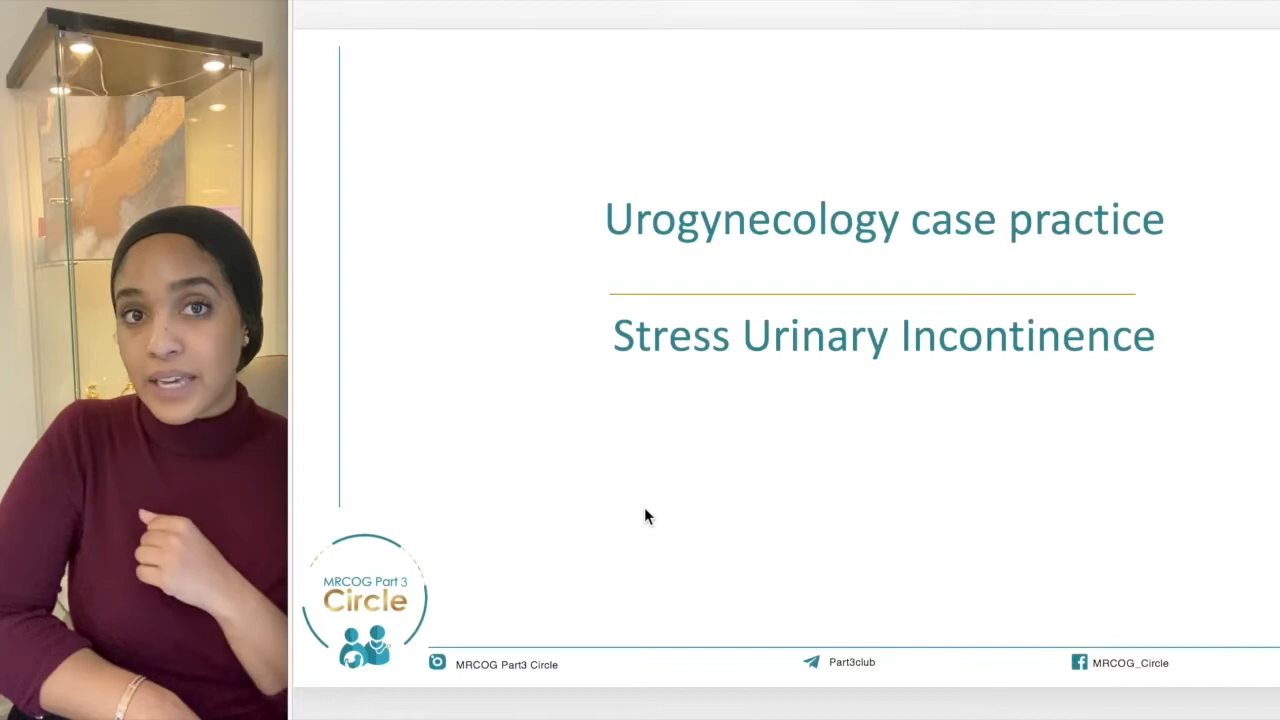 Urogynecology case practice
Stress Urinary Incontinence
MRCOG Part 3
Circle
MRCOG Part3 Circle
Part3club
MRCOG_Circle